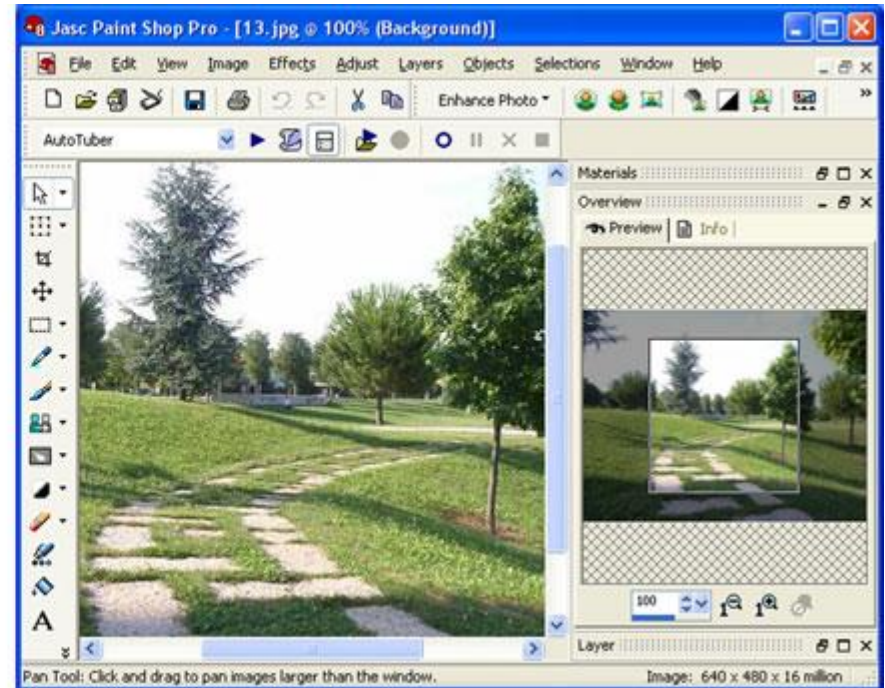 Jasc Paint Shop Pro - [13.jpg @ 100% (Background)]
File Edit View Image Effects Adjust Layers Objects Selections Window Help
Enhance Photo
»
AutoTuber
Materials
Overview
Preview Info
A
100
Layer
Pan Tool: Click and drag to pan images larger than the window. Image: 640 x 480 x 16 million